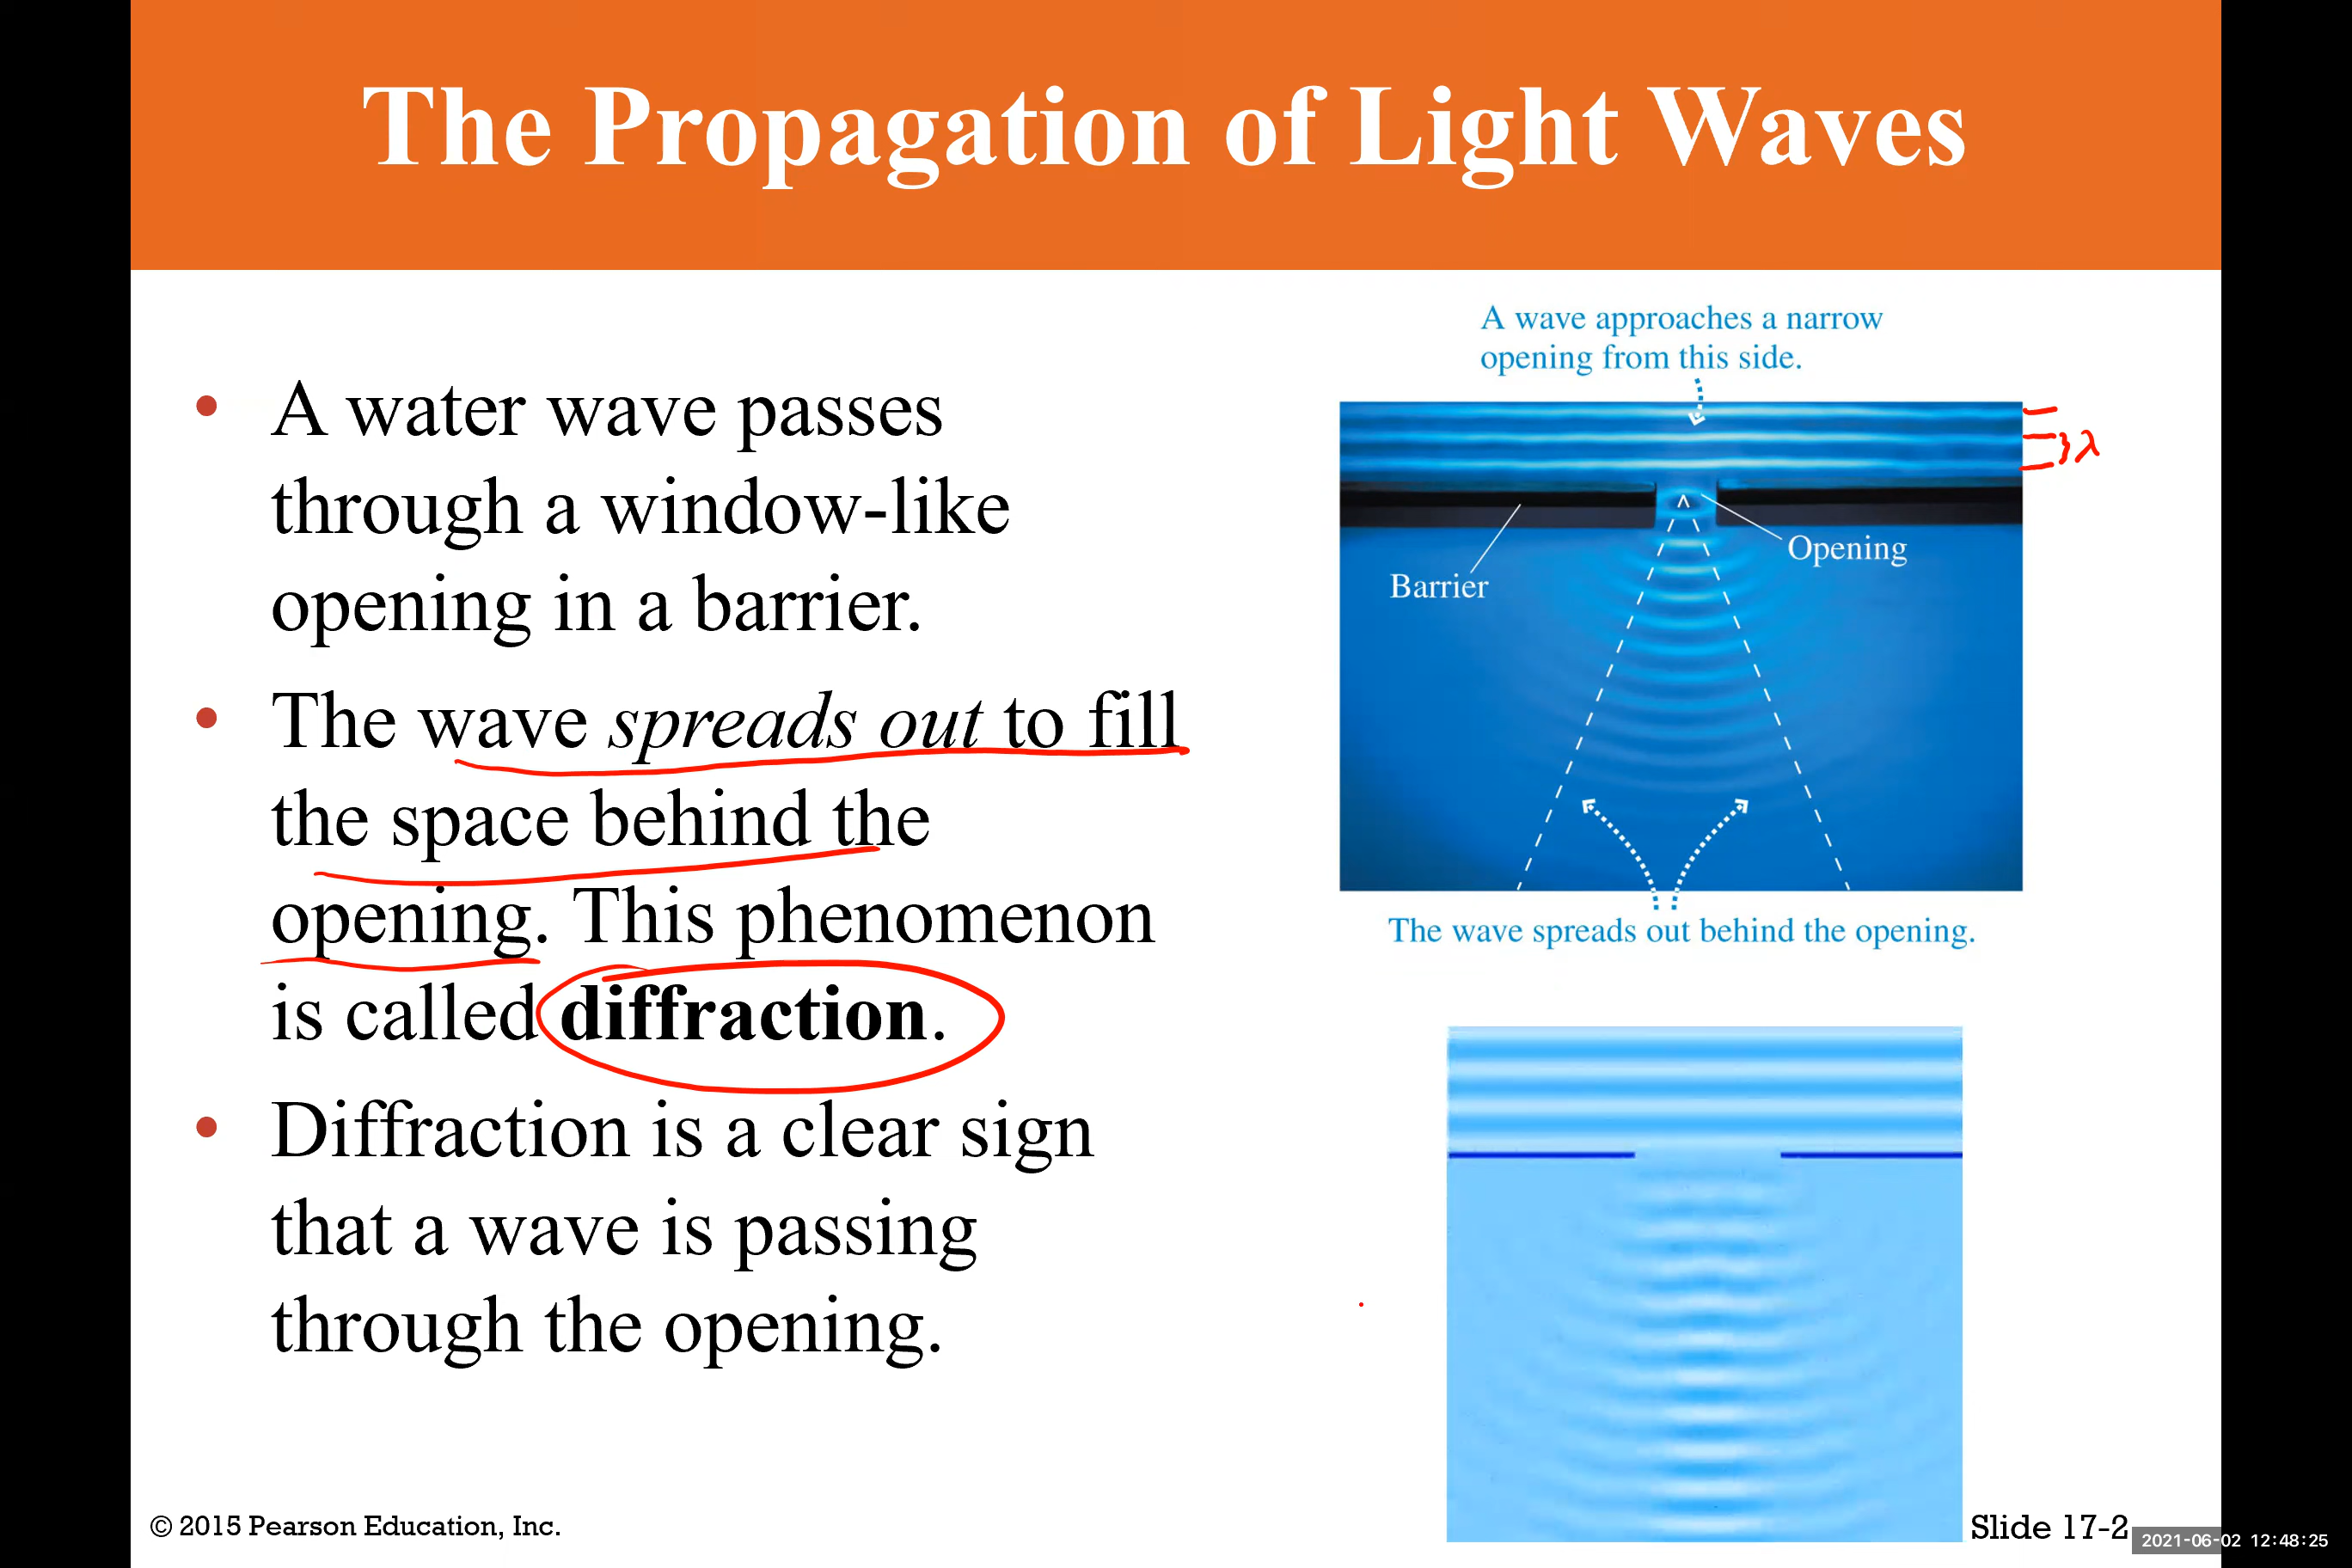 The Propagation of Light Waves
• A water wave passes
through a window-like
opening in a barrier.
• The wave spreads out to fill
the space behind the
opening. This phenomenon
is called diffraction.
• Diffraction is a clear sign
that a wave is passing
through the opening.
A wave approaches a narrow
opening from this side.
λ
Opening
Barrier
The wave spreads out behind the opening.
© 2015 Pearson Education, Inc.
Slide 17-2
2021-06-02 12:48:25